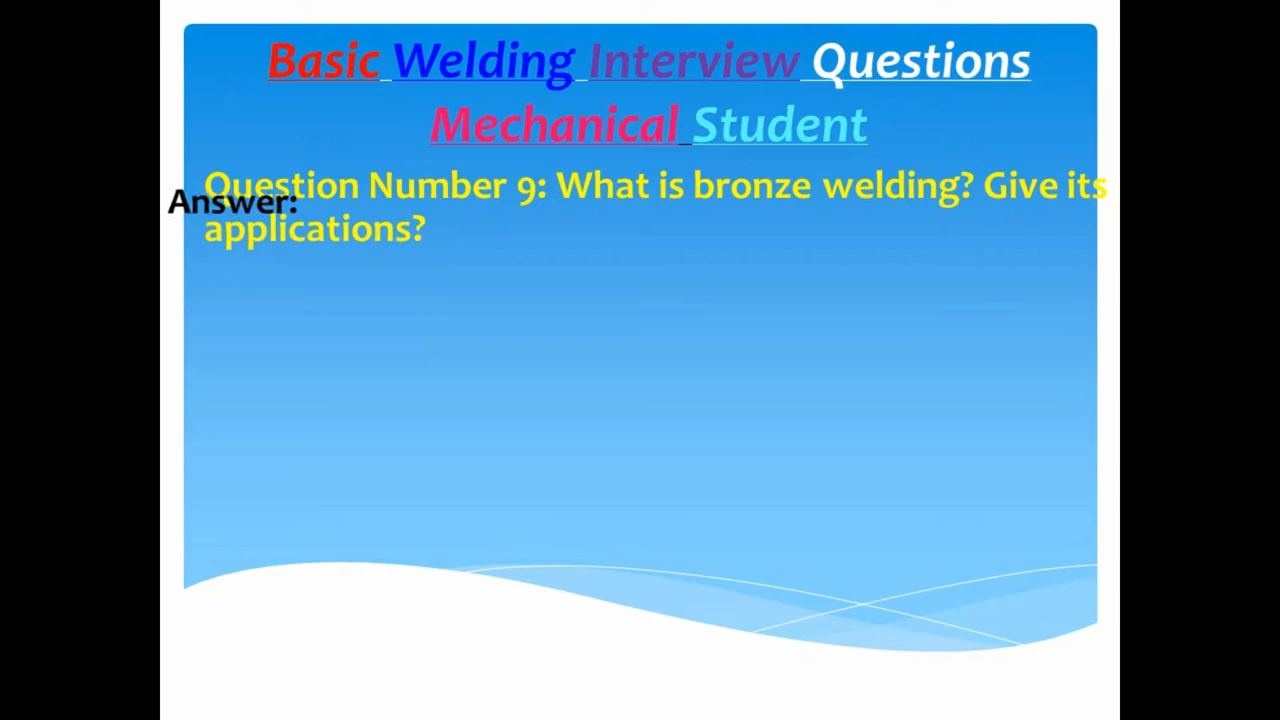 Basic Welding Interview Questions
Mechanical Student
Question Number 9: What is bronze welding? Give its
applications?
Answer: